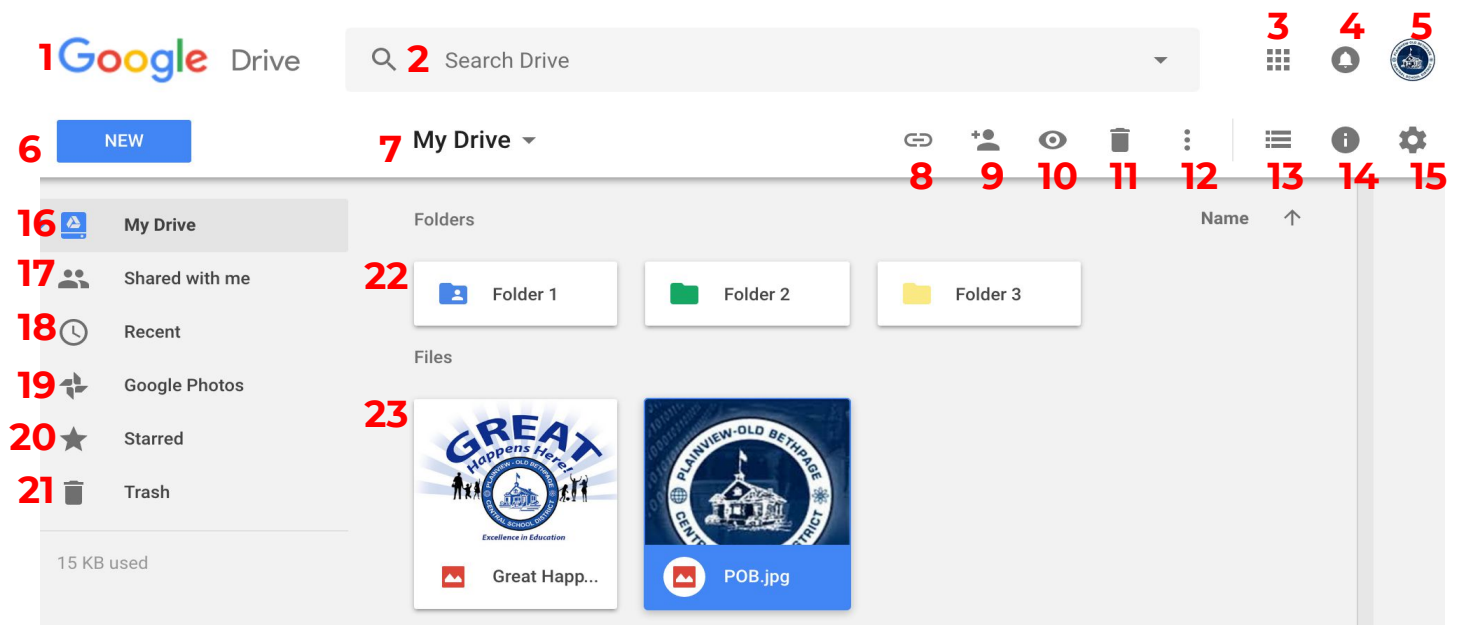 3 4 5
1 Google Drive 2 Search Drive
6 NEW 7 My Drive
8 9 10 11 12 13 14 15
16 My Drive Folders Name
17 Shared with me 22 Folder 1 Folder 2 Folder 3
18 Recent Files
19 Google Photos
20 Starred 23
21 Trash
15 KB used
GREAT
Happens Here!
PLAINVIEW - OLD BETHPAGE
CENTRAL SCHOOL DISTRICT
Excellence in Education
Great Happ...
PLAINVIEW-OLD BETHPAGE
DISTRICT
POB.jpg